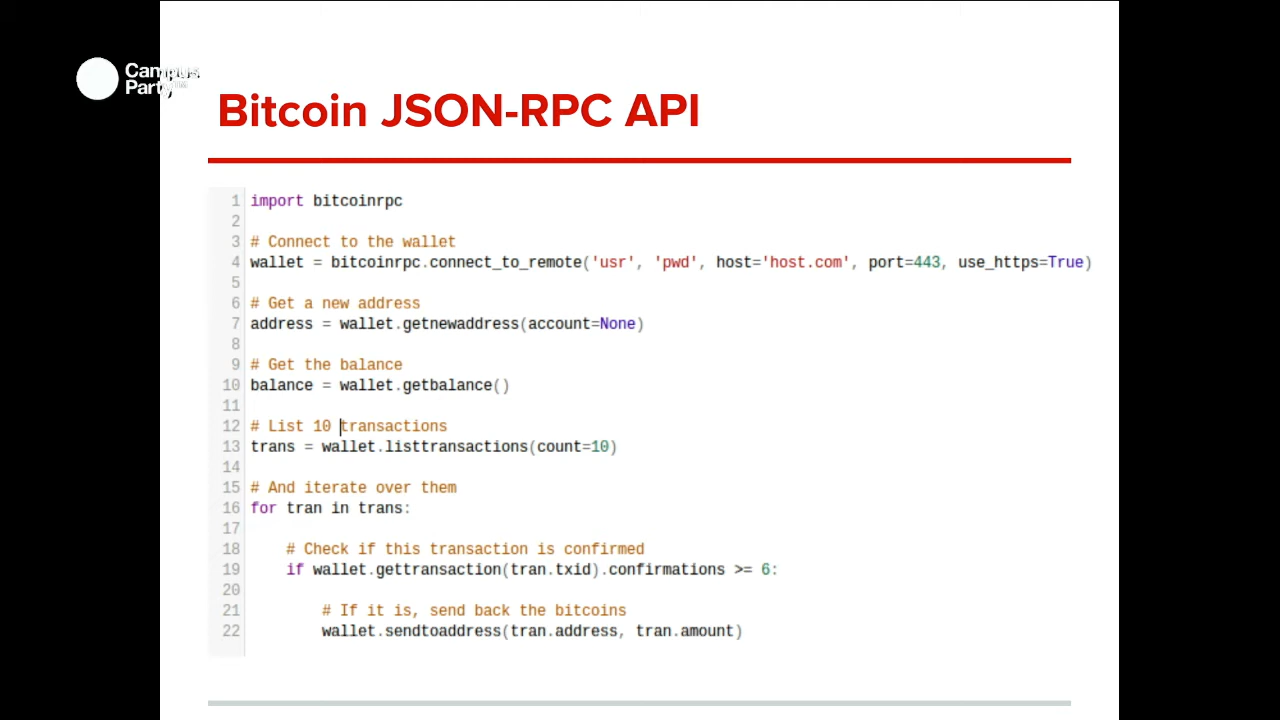 Campus
Party™
Bitcoin JSON-RPC API
1 import bitcoinrpc
2
3 # Connect to the wallet
4 wallet = bitcoinrpc.connect_to_remote('usr', 'pwd', host='host.com', port=443, use_https=True)
5
6 # Get a new address
7 address = wallet.getnewaddress(account=None)
8
9 # Get the balance
10 balance = wallet.getbalance()
11
12 # List 10 transactions
13 trans = wallet.listtransactions(count=10)
14
15 # And iterate over them
16 for tran in trans:
17
18     # Check if this transaction is confirmed
19     if wallet.gettransaction(tran.txid).confirmations >= 6:
20
21         # If it is, send back the bitcoins
22         wallet.sendtoaddress(tran.address, tran.amount)